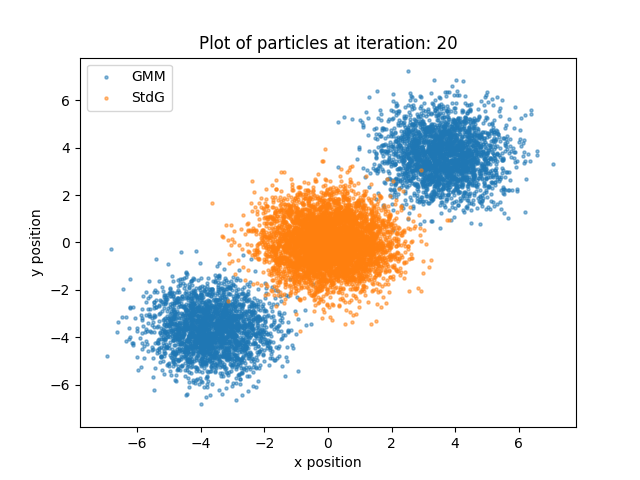 Plot of particles at iteration: 20
GMM
StdG
6
4
2
0
−2
−4
−6
y position
−6 −4 −2 0 2 4 6
x position